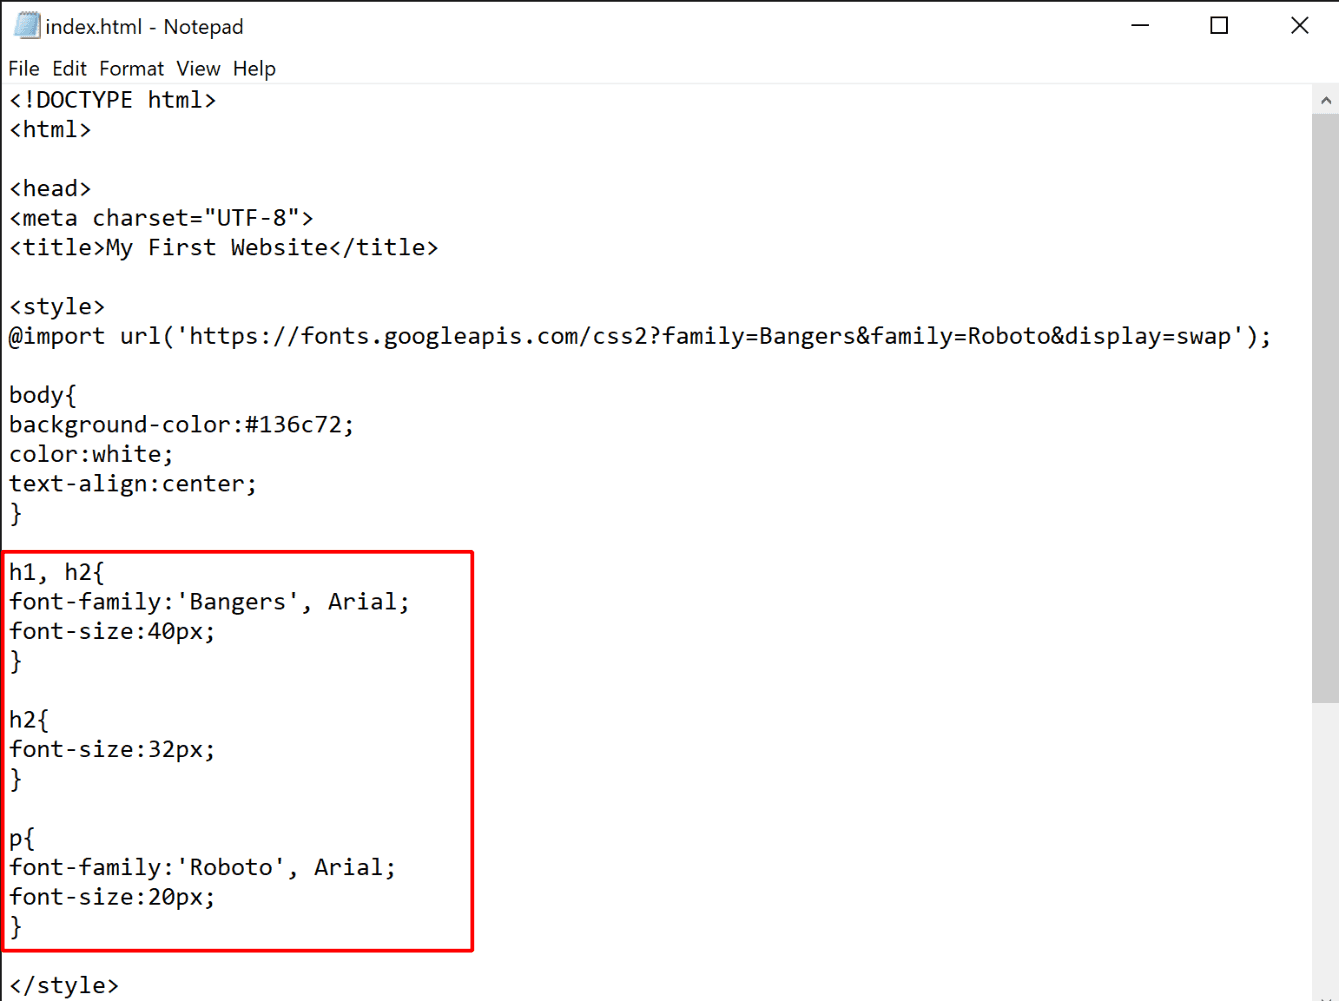 index.html - Notepad
File Edit Format View Help
<!DOCTYPE html>
<html>
<head>
<meta charset="UTF-8">
<title>My First Website</title>
<style>
@import url('https://fonts.googleapis.com/css2?family=Bangers&family=Roboto&display=swap');
body{
background-color:#136c72;
color:white;
text-align:center;
}
h1, h2{
font-family:'Bangers', Arial;
font-size:40px;
}
h2{
font-size:32px;
}
p{
font-family:'Roboto', Arial;
font-size:20px;
}
</style>